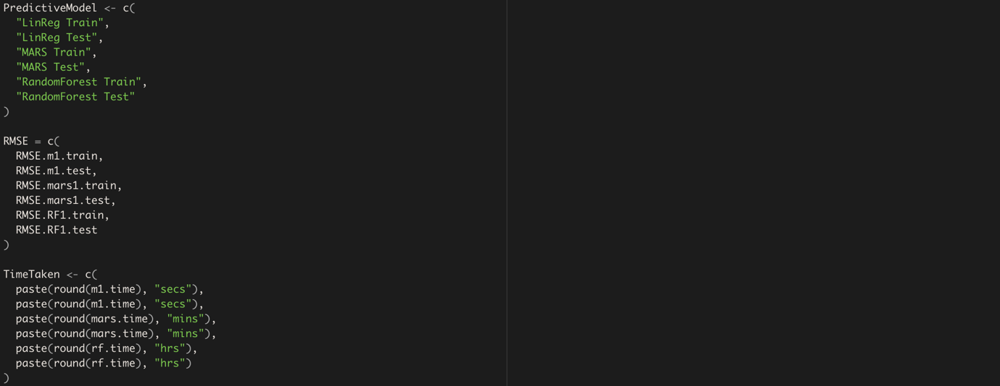 PredictiveModel <- c(
  "LinReg Train",
  "LinReg Test",
  "MARS Train",
  "MARS Test",
  "RandomForest Train",
  "RandomForest Test"
)

RMSE = c(
  RMSE.m1.train,
  RMSE.m1.test,
  RMSE.mars1.train,
  RMSE.mars1.test,
  RMSE.RF1.train,
  RMSE.RF1.test
)

TimeTaken <- c(
  paste(round(m1.time), "secs"),
  paste(round(m1.time), "secs"),
  paste(round(mars.time), "mins"),
  paste(round(mars.time), "mins"),
  paste(round(rf.time), "hrs"),
  paste(round(rf.time), "hrs")
)